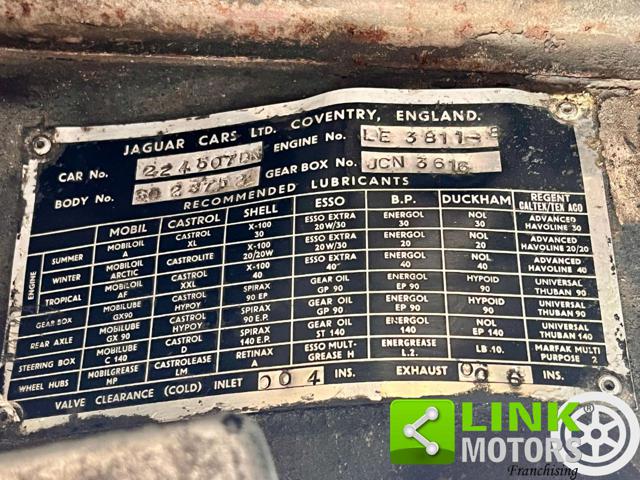 JAGUAR CARS LTD. COVENTRY, ENGLAND.
CAR No. 224507DN ENGINE No. LE 3811-8
BODY No. GEAR BOX No. JCN 3616
RECOMMENDED LUBRICANTS
MOBIL CASTROL SHELL ESSO B.P. DUCKHAM REGENT CALTEX/TEXACO
ENGINE
SUMMER MOBILOIL A CASTROL XL X-100 30 ESSO EXTRA 20W/30 ENERGOL 30 NOL 30 ADVANCED HAVOLINE 30
WINTER MOBILOIL ARCTIC CASTROLITE X-100 20/20W ESSO EXTRA 20W/30 ENERGOL 20 NOL 20 ADVANCED HAVOLINE 20/20
TROPICAL MOBILOIL AF CASTROL XXL X-100 40 ESSO EXTRA 40 ENERGOL 40 NOL 40 ADVANCED HAVOLINE 40
GEAR BOX MOBILUBE GX90 CASTROL HYPOY SPIRAX 90 EP GEAR OIL GP 90 ENERGOL EP 90 HYPOID 90 UNIVERSAL THUBAN 90
REAR AXLE MOBILUBE GX 90 CASTROL HYPOY SPIRAX 90 E.P. GEAR OIL GP 90 ENERGOL EP 90 HYPOID 90 UNIVERSAL THUBAN 90
STEERING BOX MOBILUBE C 140 CASTROL HYPOY SPIRAX 140 E.P. GEAR OIL ST 140 ENERGOL EP 140 NOL EP 140 UNIVERSAL THUBAN 140
WHEEL HUBS MOBILGREASE MP CASTROLEASE LM RETINAX A ESSO MULTI-GREASE H ENERGREASE L.2. LB.10. MARFAK MULTI PURPOSE 2
VALVE CLEARANCE (COLD) INLET 004 INS. EXHAUST 006 INS.
LINK
MOTORS
Franchising